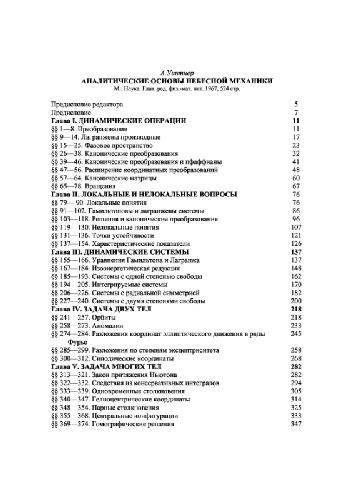 А.Уинтнер
АНАЛИТИЧЕСКИЕ ОСНОВЫ НЕБЕСНОЙ МЕХАНИКИ
М.: Наука. Глав. ред. физ.-мат. лит. 1967, 524 стр.
Предисловие редактора 5
Предисловие 7
Глава I. ДИНАМИЧЕСКИЕ ОПЕРАЦИИ 11
§§ 1—8. Преобразования 11
§§ 9—14. Лагранжевы производные 17
§§ 15—25. Фазовое пространство 23
§§ 26—38. Канонические преобразования 32
§§ 39—46. Канонические преобразования и пфаффианы 41
§§ 47—56. Расширение координатных преобразований 48
§§ 57—64. Канонические матрицы 60
§§ 65—78. Вращения 67
Глава II. ЛОКАЛЬНЫЕ И НЕЛОКАЛЬНЫЕ ВОПРОСЫ 76
§§ 79—90. Локальные понятия 76
§§ 91—102. Гамильтоновы и лагранжевы системы 86
§§ 103—118. Решения и канонические преобразования 96
§§ 119—130. Нелокальные понятия 107
§§ 131—136. Точки устойчивости 121
§§ 137—154. Характеристические показатели 126
Глава III. ДИНАМИЧЕСКИЕ СИСТЕМЫ 137
§§ 155—166. Уравнения Гамильтона и Лагранжа 137
§§ 167—184. Изоэнергетическая редукция 148
§§ 185—193. Системы с одной степенью свободы 162
§§ 194—205. Интегрируемые системы 170
§§ 206—226. Системы с радиальной симметрией 182
§§ 227—240. Системы с двумя степенями свободы 200
Глава IV. ЗАДАЧА ДВУХ ТЕЛ 218
§§ 241—257. Орбиты 218
§§ 258—273. Аномалии 233
§§ 274—284. Разложения координат эллиптического движения в ряды 245
Фурье
§§ 285—299. Разложения по степеням эксцентриситета 258
§§ 300—312. Синодические координаты 268
Глава V. ЗАДАЧА МНОГИХ ТЕЛ 282
§§ 313—321. Закон притяжения Ньютона 282
§§ 322—332. Следствия из консервативных интегралов 294
§§ 333—339. Одновременные столкновения 305
§§ 340—347. Гелиоцентрические координаты 314
§§ 348—354. Парные столкновения 325
§§ 355—368. Центральные конфигурации 333
§§ 369—374. Гомографические решения 347